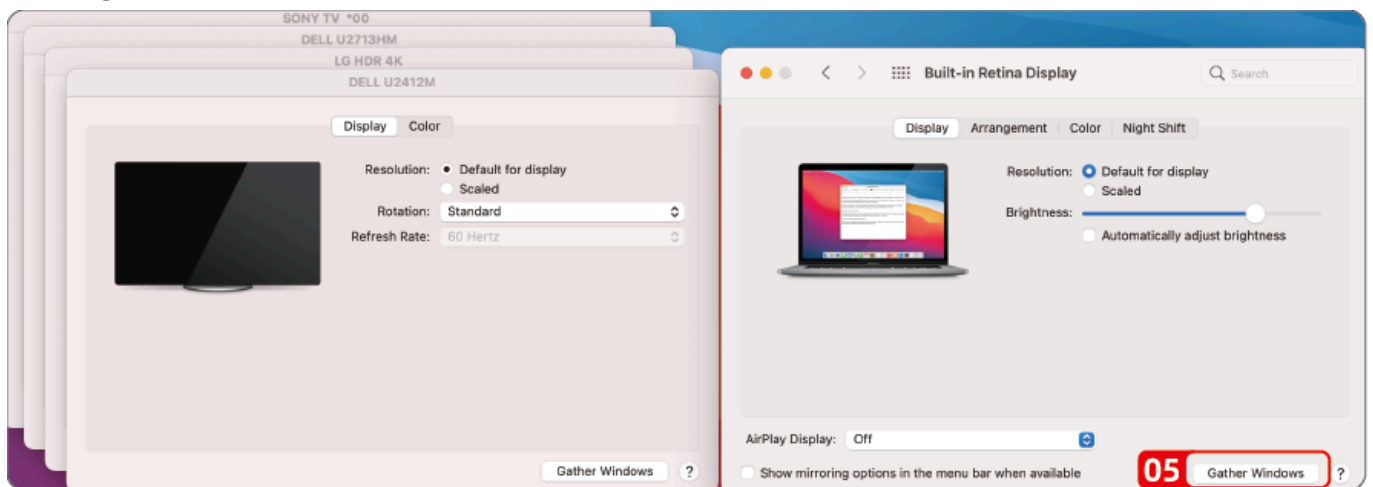 SONY TV *00
DELL U2713HM
LG HDR 4K
DELL U2412M
Display Color
Resolution: Default for display
Scaled
Rotation: Standard
Refresh Rate: 60 Hertz
Gather Windows ?
Built-in Retina Display Search
Display Arrangement Color Night Shift
Resolution: Default for display
Scaled
Brightness:
Automatically adjust brightness
AirPlay Display: Off
Show mirroring options in the menu bar when available
05 Gather Windows ?